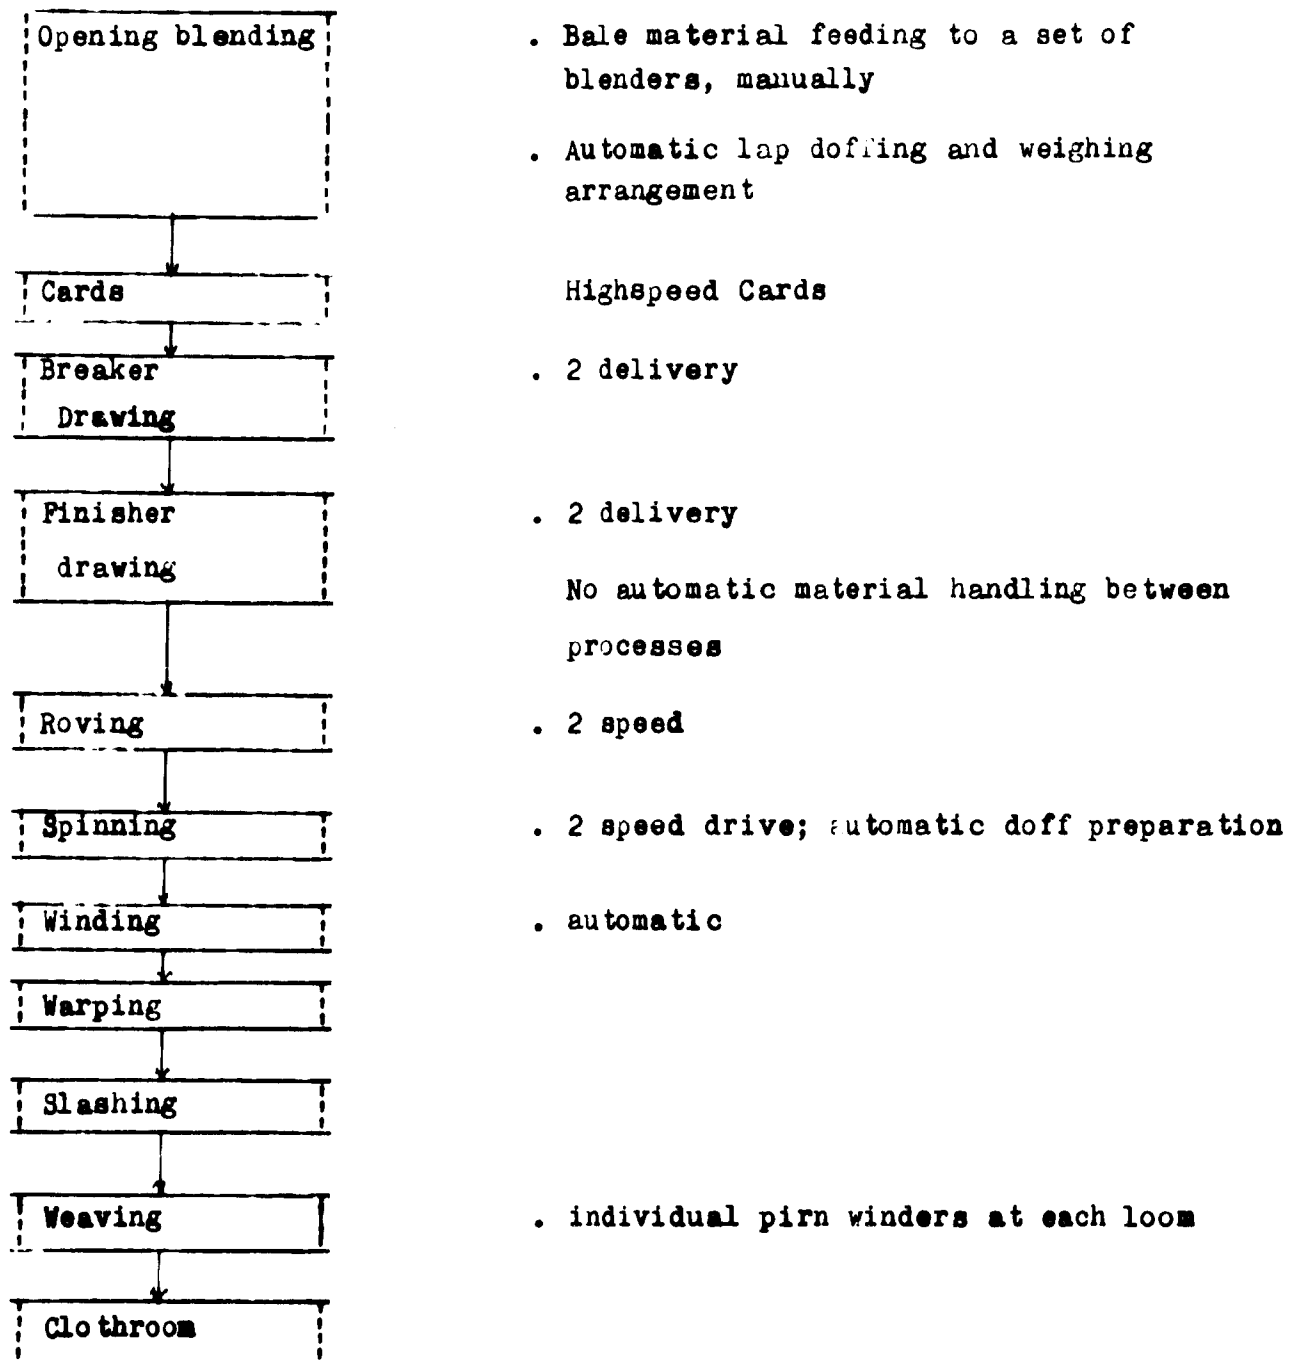 Opening blending
. Bale material feeding to a set of
blenders, manually
. Automatic lap doffing and weighing
arrangement
Cards
Highspeed Cards
Breaker
Drawing
. 2 delivery
Finisher
drawing
. 2 delivery
No automatic material handling between
processes
Roving
. 2 speed
Spinning
. 2 speed drive; automatic doff preparation
Winding
. automatic
Warping
Slashing
Weaving
. individual pirn winders at each loom
Clothroom